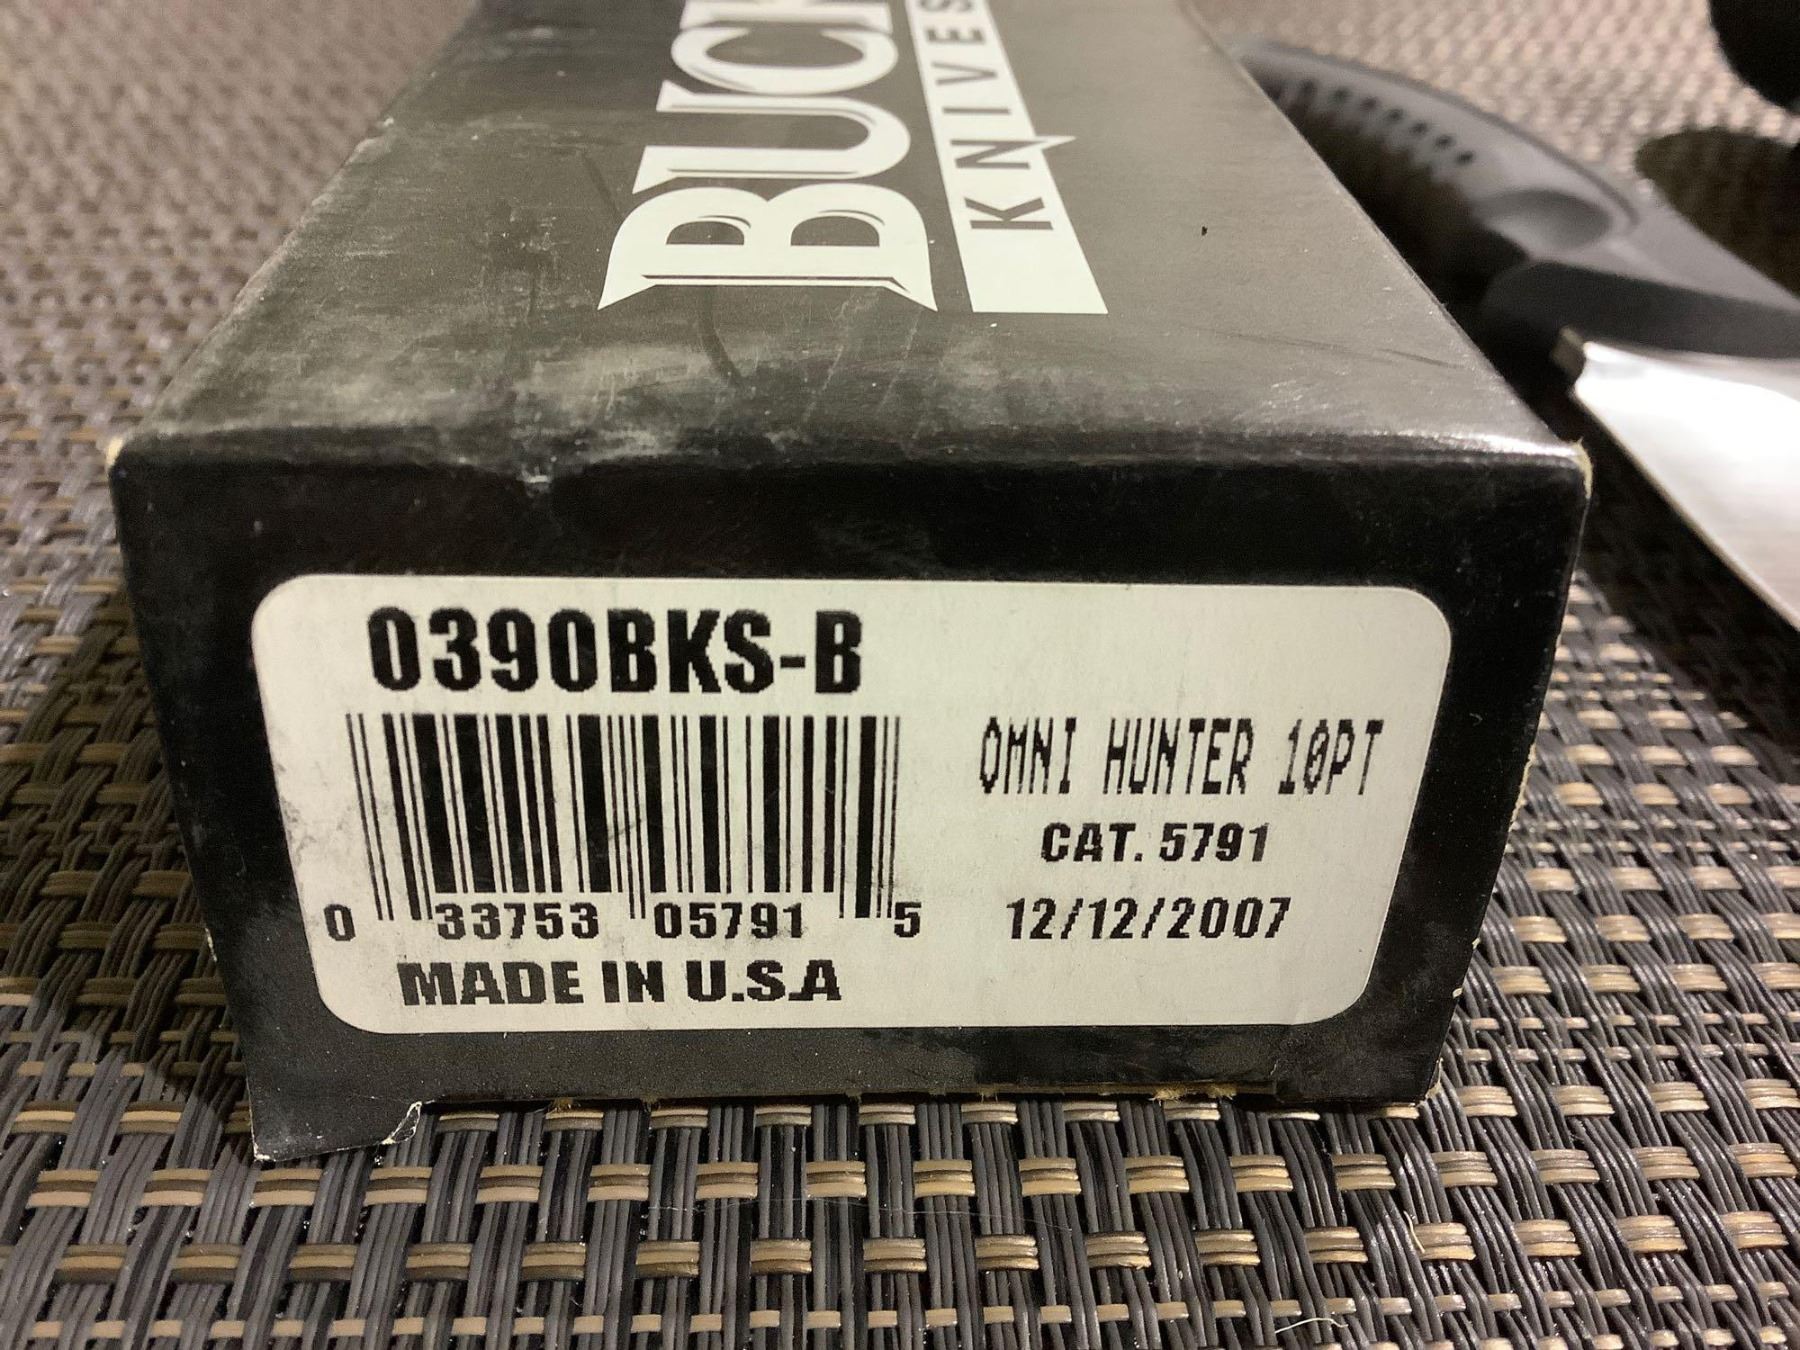 BUCK
KNIVES
0390BKS-B
OMNI HUNTER 10PT
CAT. 5791
12/12/2007
0 33753 05791 5
MADE IN U.S.A